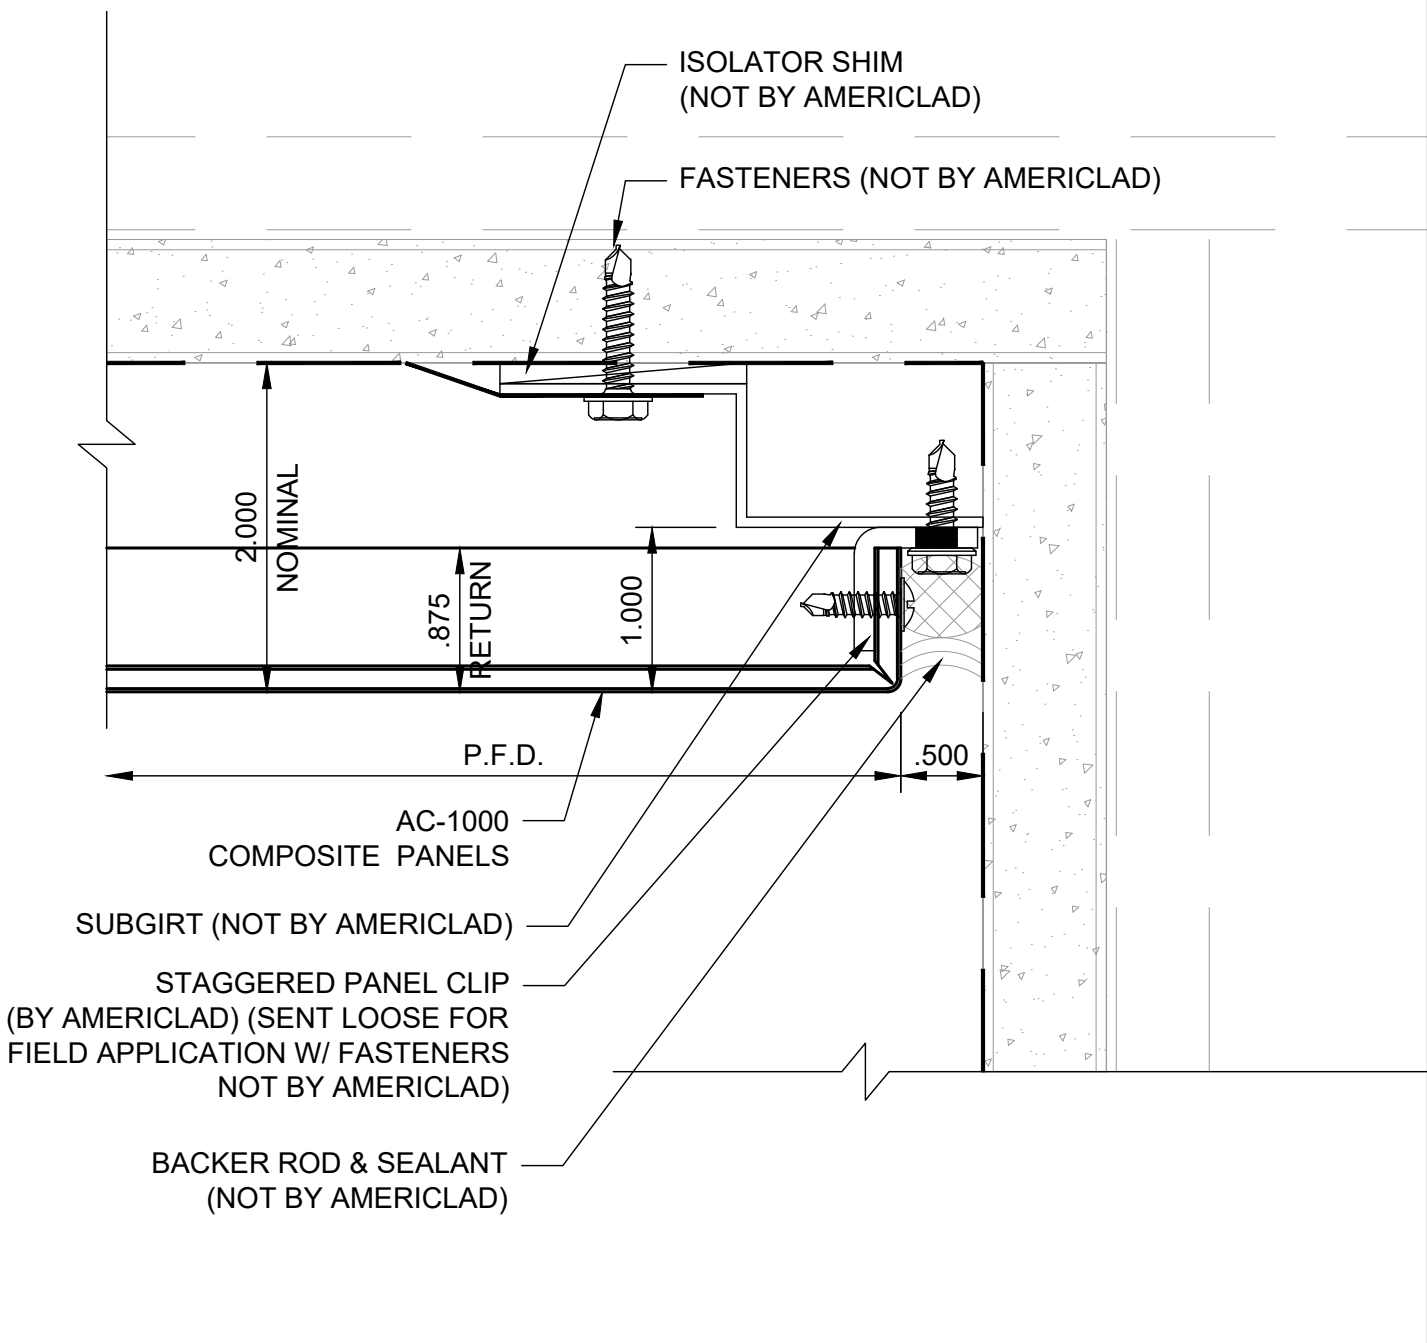 ISOLATOR SHIM
(NOT BY AMERICLAD)
FASTENERS (NOT BY AMERICLAD)
2.000
NOMINAL
.875
RETURN
1.000
P.F.D.
.500
AC-1000
COMPOSITE PANELS
SUBGIRT (NOT BY AMERICLAD)
STAGGERED PANEL CLIP
(BY AMERICLAD) (SENT LOOSE FOR
FIELD APPLICATION W/ FASTENERS
NOT BY AMERICLAD)
BACKER ROD & SEALANT
(NOT BY AMERICLAD)